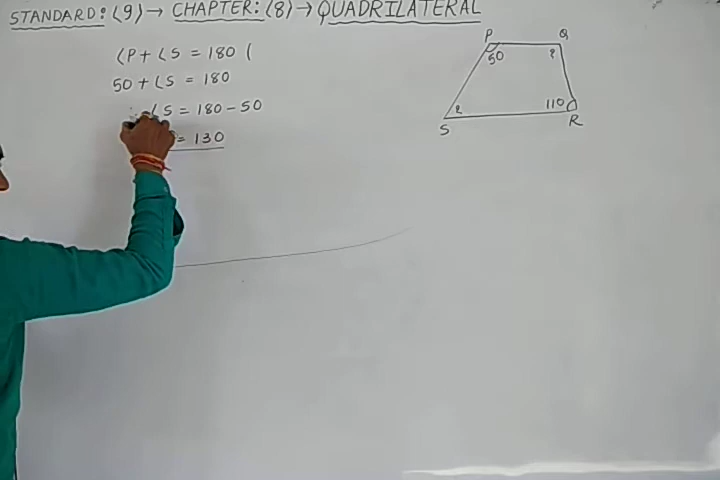 STANDARD: (9) → CHAPTER: (8) → QUADRILATERAL
∠P + ∠S = 180 (
50 + ∠S = 180
∴ ∠S = 180 - 50
= 130
P Q
50 ?
? 110
S R